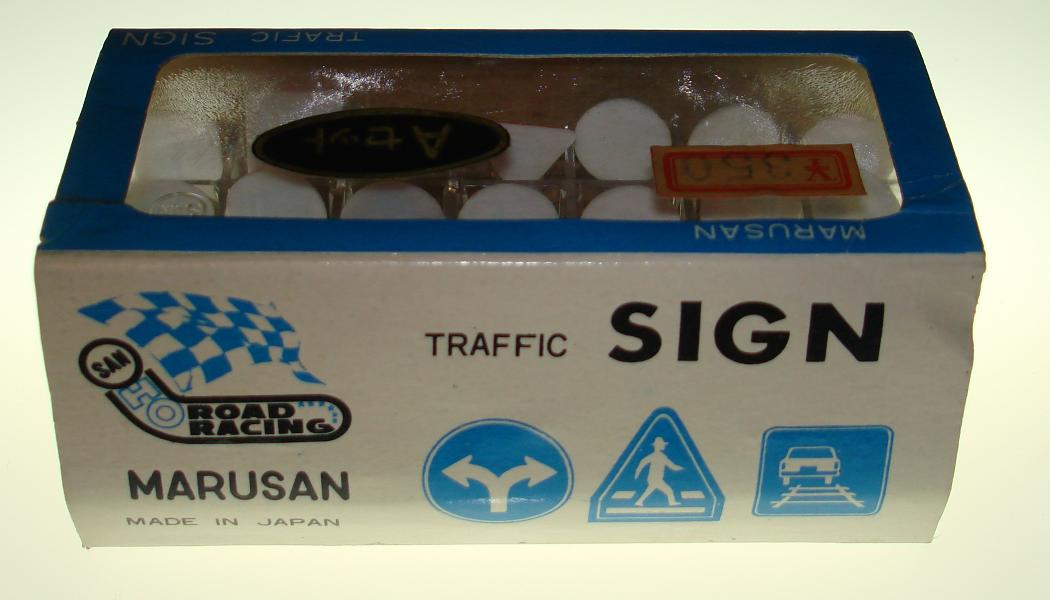 TRAFFIC SIGN
Aセット
¥350
MARUSAN
TRAFFIC SIGN
SAN
HO
ROAD
RACING
MARUSAN
MADE IN JAPAN